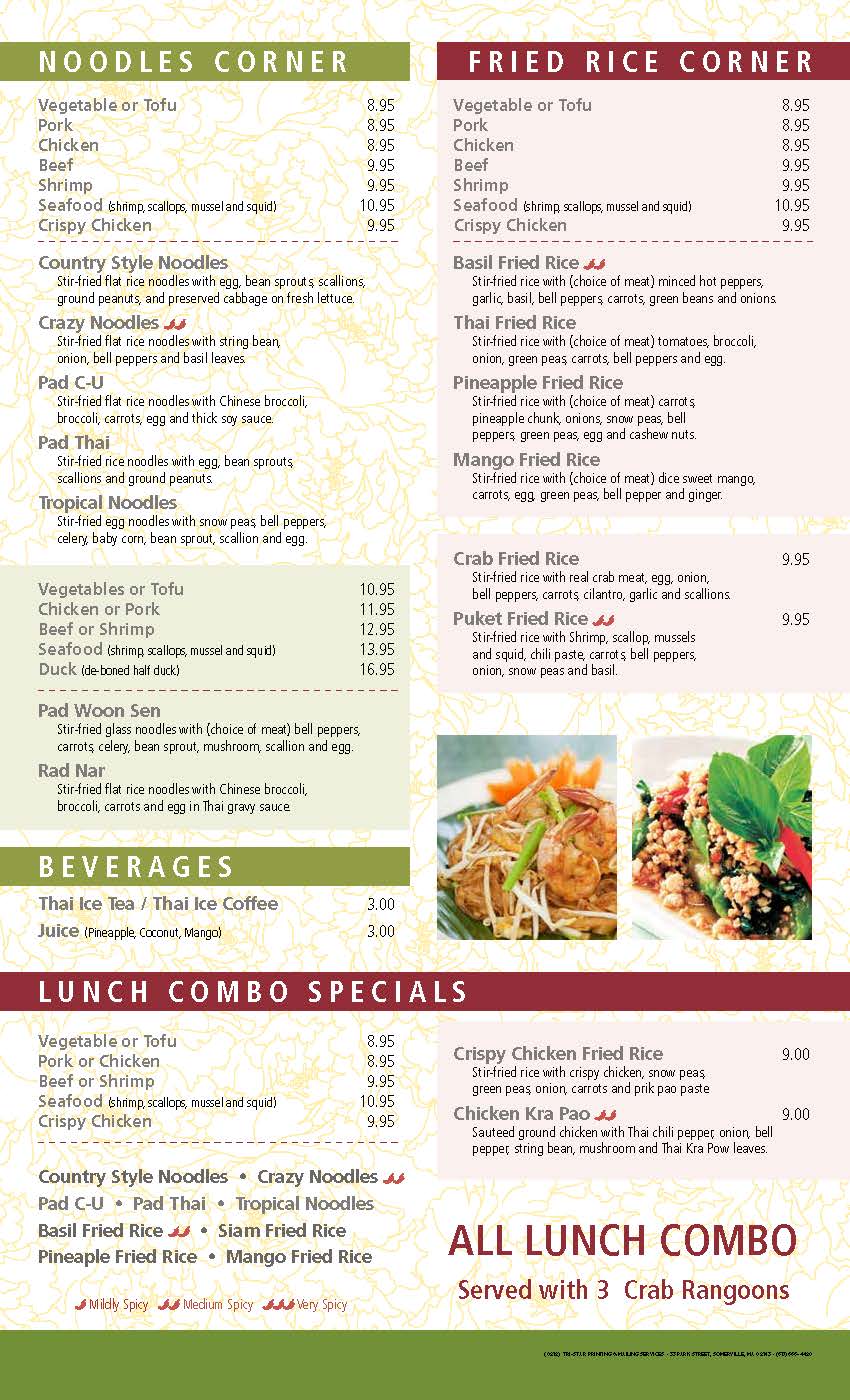 NOODLES CORNER
Vegetable or Tofu 8.95
Pork 8.95
Chicken 8.95
Beef 9.95
Shrimp 9.95
Seafood (shrimp, scallops, mussel and squid) 10.95
Crispy Chicken 9.95
Country Style Noodles
Stir-fried flat rice noodles with egg, bean sprouts, scallions,
ground peanuts, and preserved cabbage on fresh lettuce.
Crazy Noodles
Stir-fried flat rice noodles with string bean,
onion, bell peppers and basil leaves.
Pad C-U
Stir-fried flat rice noodles with Chinese broccoli,
broccoli, carrots, egg and thick soy sauce.
Pad Thai
Stir-fried rice noodles with egg, bean sprouts,
scallions and ground peanuts.
Tropical Noodles
Stir-fried egg noodles with snow peas, bell peppers,
celery, baby corn, bean sprout, scallion and egg.
Vegetables or Tofu 10.95
Chicken or Pork 11.95
Beef or Shrimp 12.95
Seafood (shrimp, scallops, mussel and squid) 13.95
Duck (de-boned half duck) 16.95
Pad Woon Sen
Stir-fried glass noodles with (choice of meat) bell peppers,
carrots, celery, bean sprout, mushroom, scallion and egg.
Rad Nar
Stir-fried flat rice noodles with Chinese broccoli,
broccoli, carrots and egg in Thai gravy sauce.
BEVERAGES
Thai Ice Tea / Thai Ice Coffee 3.00
Juice (Pineapple, Coconut, Mango) 3.00
FRIED RICE CORNER
Vegetable or Tofu 8.95
Pork 8.95
Chicken 8.95
Beef 9.95
Shrimp 9.95
Seafood (shrimp, scallops, mussel and squid) 10.95
Crispy Chicken 9.95
Basil Fried Rice
Stir-fried rice with (choice of meat) minced hot peppers,
garlic, basil, bell peppers, carrots, green beans and onions.
Thai Fried Rice
Stir-fried rice with (choice of meat) tomatoes, broccoli,
onion, green peas, carrots, bell peppers and egg.
Pineapple Fried Rice
Stir-fried rice with (choice of meat) carrots,
pineapple chunk, onions, snow peas, bell
peppers, green peas, egg and cashew nuts.
Mango Fried Rice
Stir-fried rice with (choice of meat) dice sweet mango,
carrots, egg, green peas, bell pepper and ginger.
Crab Fried Rice 9.95
Stir-fried rice with real crab meat, egg, onion,
bell peppers, carrots, cilantro, garlic and scallions.
Puket Fried Rice 9.95
Stir-fried rice with Shrimp, scallop, mussels
and squid, chili paste, carrots, bell peppers,
onion, snow peas and basil.
LUNCH COMBO SPECIALS
Vegetable or Tofu 8.95
Pork or Chicken 8.95
Beef or Shrimp 9.95
Seafood (shrimp, scallops, mussel and squid) 10.95
Crispy Chicken 9.95
Country Style Noodles • Crazy Noodles
Pad C-U • Pad Thai • Tropical Noodles
Basil Fried Rice • Siam Fried Rice
Pineaple Fried Rice • Mango Fried Rice
Mildly Spicy Medium Spicy Very Spicy
Crispy Chicken Fried Rice 9.00
Stir-fried rice with crispy chicken, snow peas,
green peas, onion, carrots and prik pao paste
Chicken Kra Pao 9.00
Sauteed ground chicken with Thai chili pepper, onion, bell
pepper, string bean, mushroom and Thai Kra Pow leaves.
ALL LUNCH COMBO
Served with 3 Crab Rangoons
TRI-STAR PRINTING & MAILING SERVICES - 33 PARK STREET, SOMERVILLE, MA 02143